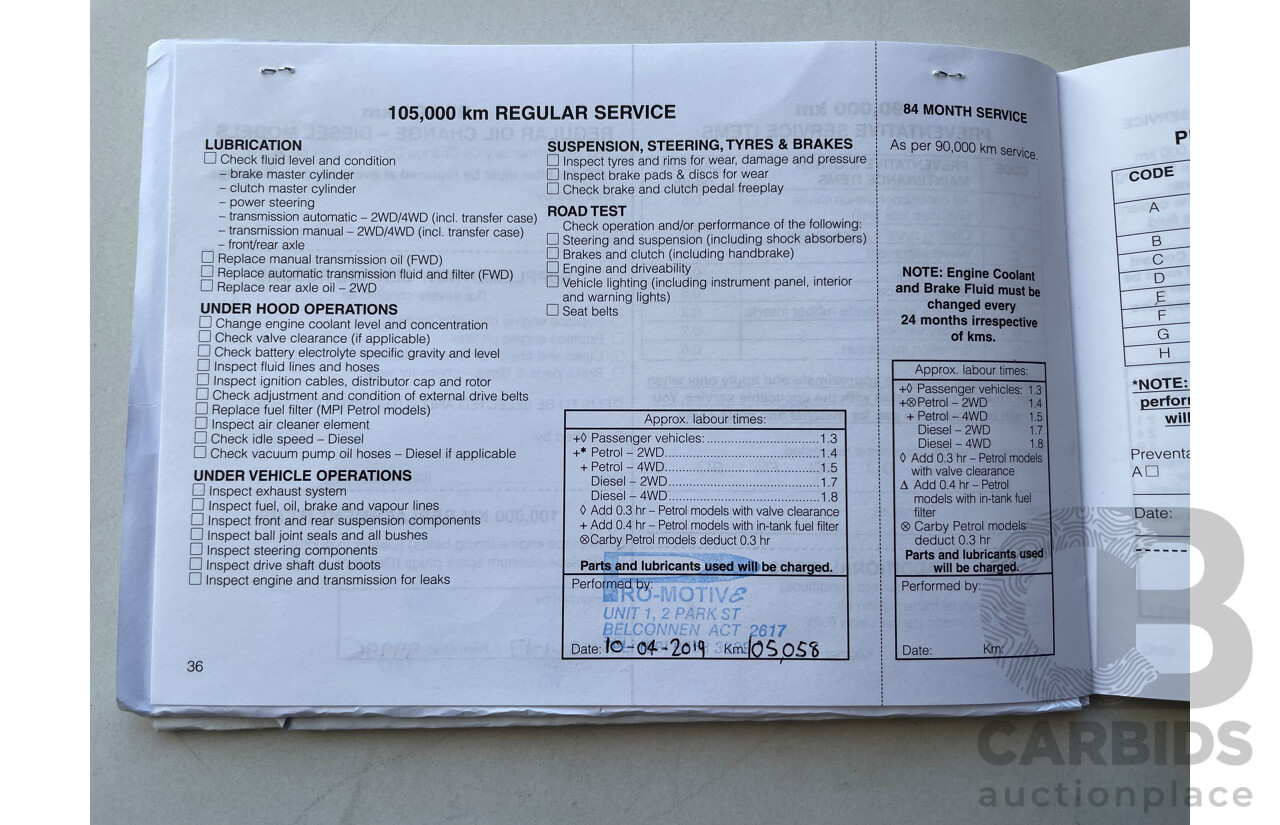 105,000 km REGULAR SERVICE
LUBRICATION
Check fluid level and condition
– brake master cylinder
– clutch master cylinder
– power steering
– transmission automatic – 2WD/4WD (incl. transfer case)
– transmission manual – 2WD/4WD (incl. transfer case)
– front/rear axle
Replace manual transmission oil (FWD)
Replace automatic transmission fluid and filter (FWD)
Replace rear axle oil – 2WD
UNDER HOOD OPERATIONS
Change engine coolant level and concentration
Check valve clearance (if applicable)
Check battery electrolyte specific gravity and level
Inspect fluid lines and hoses
Inspect ignition cables, distributor cap and rotor
Check adjustment and condition of external drive belts
Replace fuel filter (MPI Petrol models)
Inspect air cleaner element
Check idle speed – Diesel
Check vacuum pump oil hoses – Diesel if applicable
UNDER VEHICLE OPERATIONS
Inspect exhaust system
Inspect fuel, oil, brake and vapour lines
Inspect front and rear suspension components
Inspect ball joint seals and all bushes
Inspect steering components
Inspect drive shaft dust boots
Inspect engine and transmission for leaks
36
SUSPENSION, STEERING, TYRES & BRAKES
Inspect tyres and rims for wear, damage and pressure
Inspect brake pads & discs for wear
Check brake and clutch pedal freeplay
ROAD TEST
Check operation and/or performance of the following:
Steering and suspension (including shock absorbers)
Brakes and clutch (including handbrake)
Engine and driveability
Vehicle lighting (including instrument panel, interior
and warning lights)
Seat belts
Approx. labour times:
+◊ Passenger vehicles:..............................1.3
+* Petrol – 2WD..........................................1.4
+ Petrol – 4WD..........................................1.5
Diesel – 2WD.........................................1.7
Diesel – 4WD.........................................1.8
◊ Add 0.3hr – Petrol models with valve clearance
+ Add 0.4hr – Petrol models with in-tank fuel filter
⊗Carby Petrol models deduct 0.3 hr
Parts and lubricants used will be charged.
Performed by:
PRO-MOTIVE
UNIT 1, 2 PARK ST
BELCONNEN ACT 2617
Date: 10-04-2019 Km: 105,058
84 MONTH SERVICE
As per 90,000 km service.
NOTE: Engine Coolant
and Brake Fluid must be
changed every
24 months irrespective
of kms.
Approx. labour times:
+◊ Passenger vehicles: 1.3
+⊗Petrol – 2WD 1.4
+ Petrol – 4WD 1.5
Diesel – 2WD 1.7
Diesel – 4WD 1.8
◊ Add 0.3 hr – Petrol models
with valve clearance
Δ Add 0.4 hr – Petrol
models with in-tank fuel
filter
⊗ Carby Petrol models
deduct 0.3 hr
Parts and lubricants used
will be charged.
Performed by:
Date: Km:
CODE
A
B
C
D
E
F
G
H
*NOTE:
perfor
will
Preventa
A
Date:
CARBIDS
auctionplace